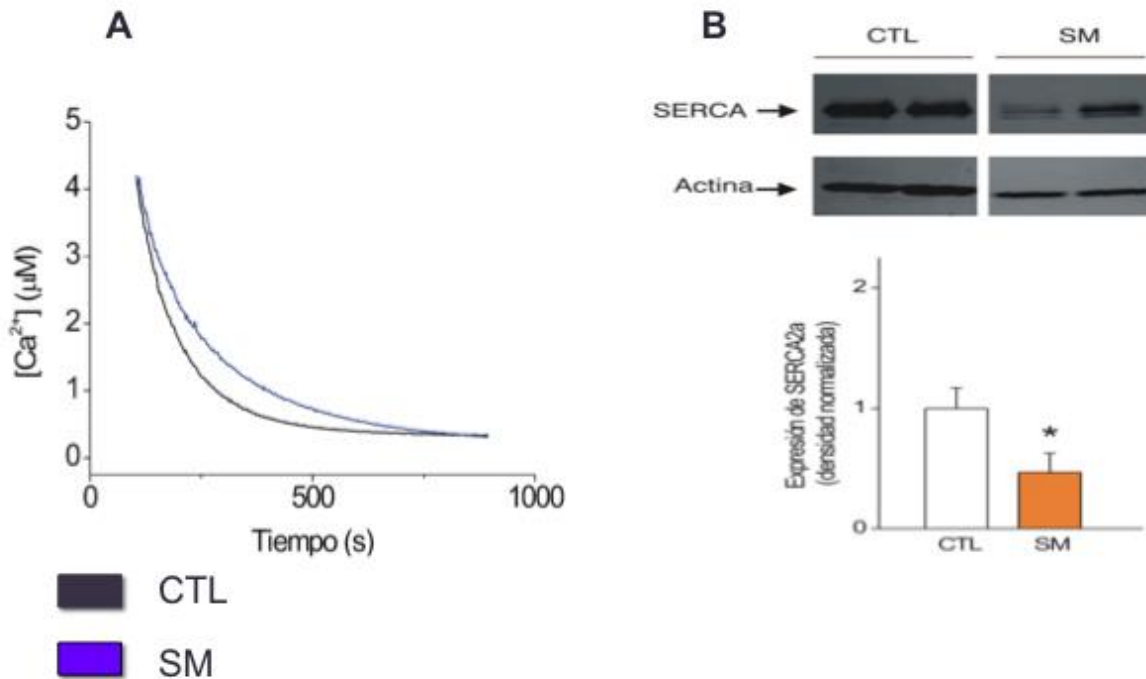 A
5
4
3
2
1
0
[Ca²⁺] (μM)
0
500
1000
Tiempo (s)
CTL
SM
B
CTL
SM
SERCA
Actina
Expresión de SERCA2a
(densidad normalizada)
2
1
0
*
CTL
SM